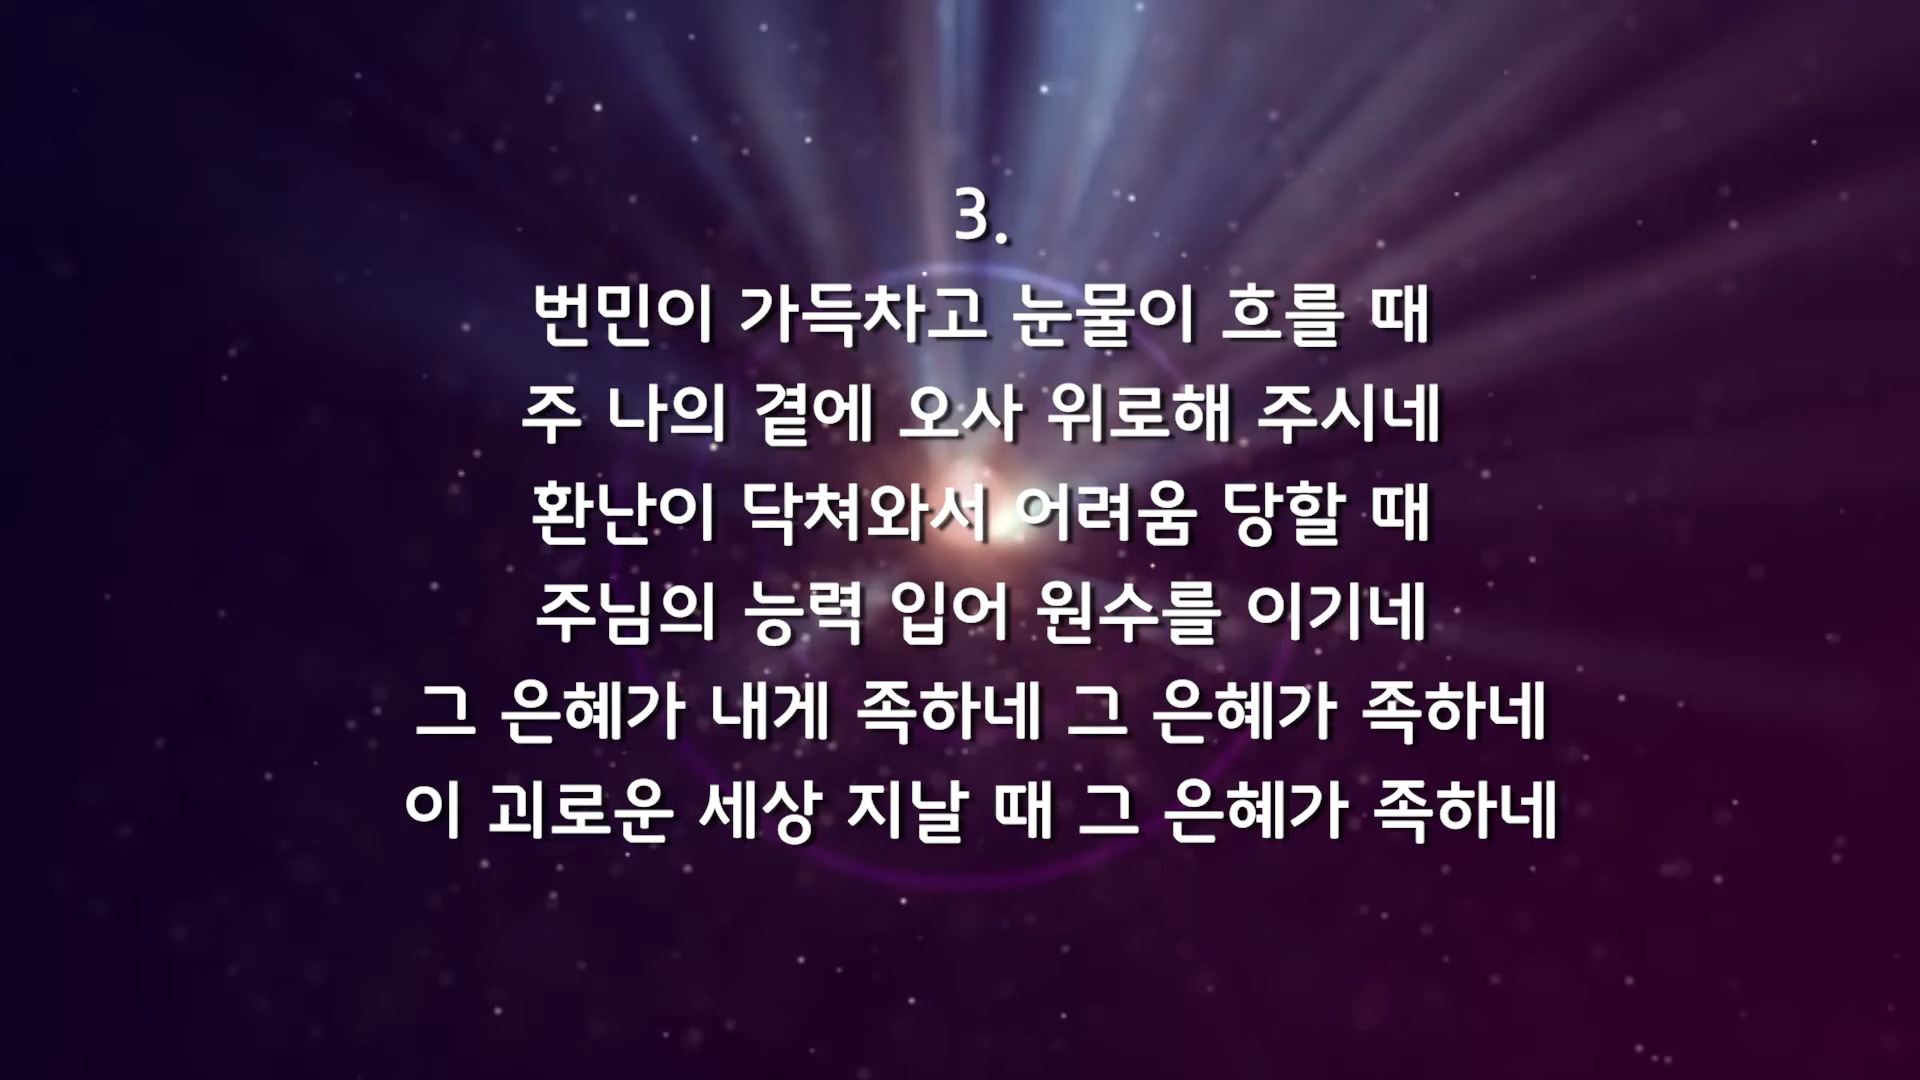 3.
번민이 가득차고 눈물이 흐를 때
주 나의 곁에 오사 위로해 주시네
환난이 닥쳐와서 어려움 당할 때
주님의 능력 입어 원수를 이기네
그 은혜가 내게 족하네 그 은혜가 족하네
이 괴로운 세상 지날 때 그 은혜가 족하네